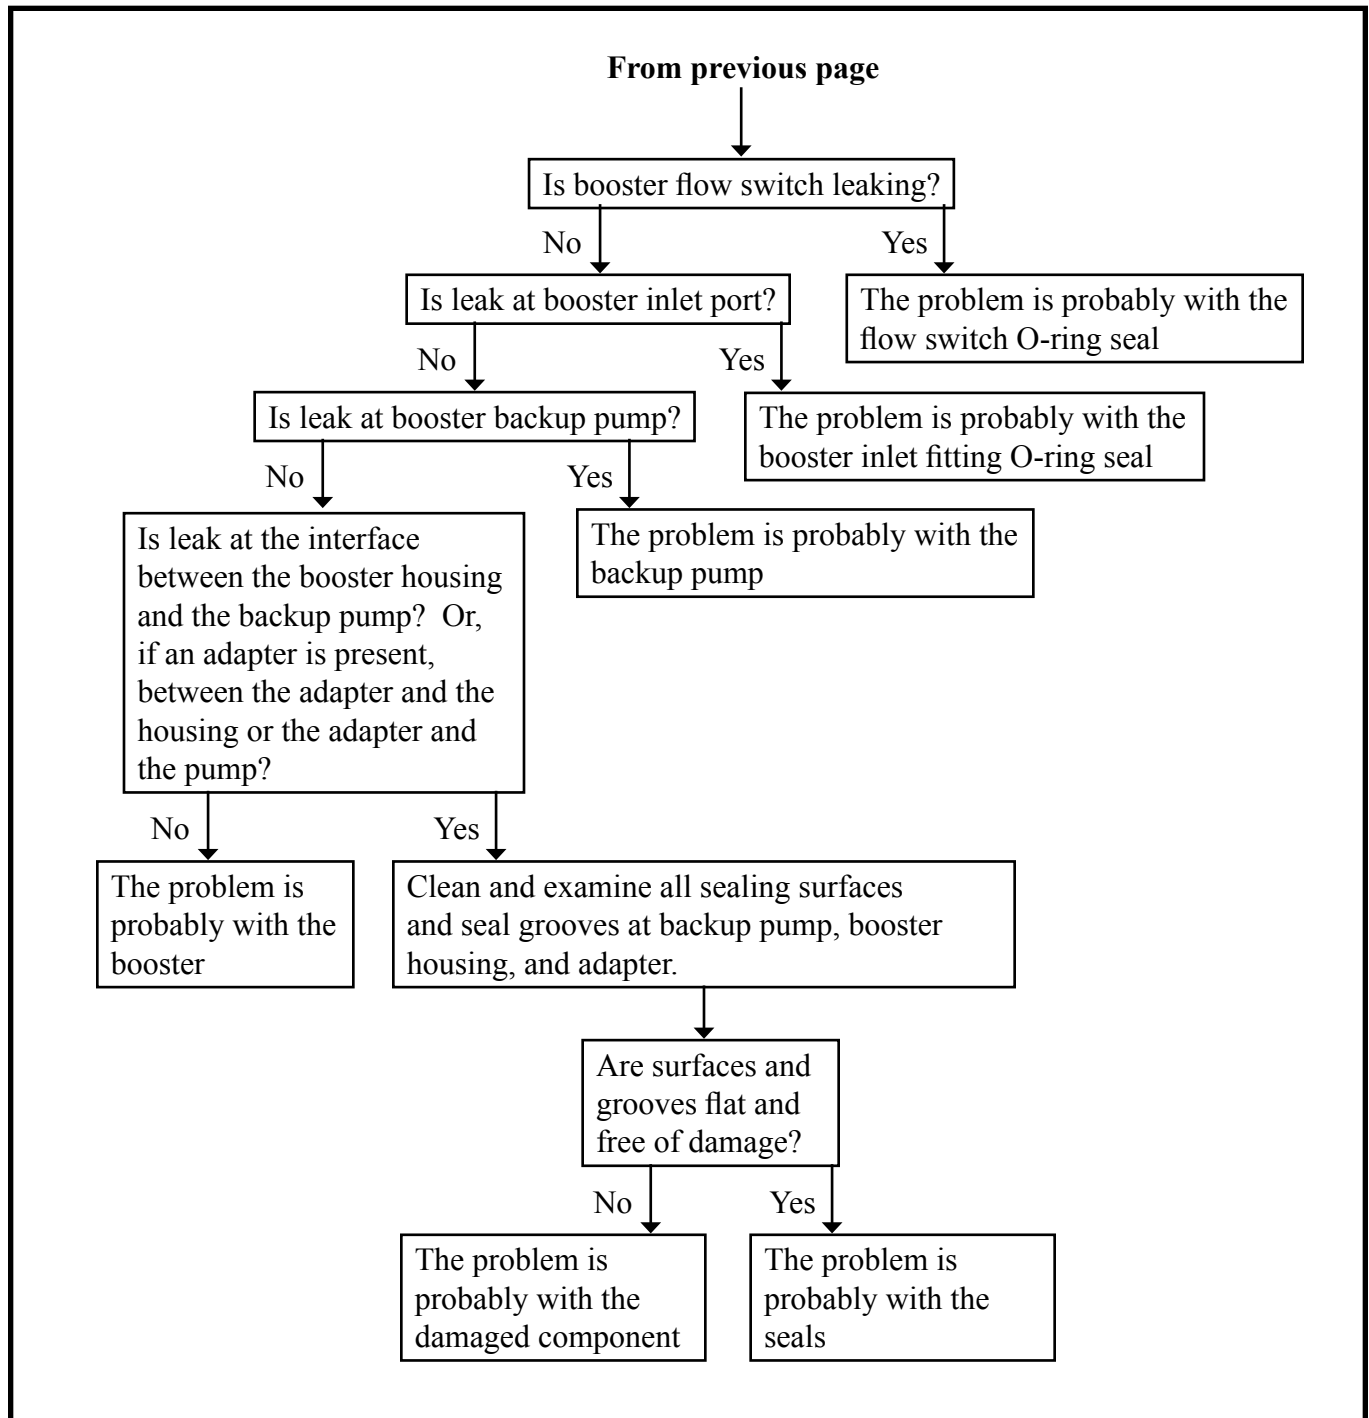 From previous page
Is booster flow switch leaking?
No
Yes
Is leak at booster inlet port?
The problem is probably with the
flow switch O-ring seal
No
Yes
Is leak at booster backup pump?
The problem is probably with the
booster inlet fitting O-ring seal
No
Yes
Is leak at the interface
between the booster housing
and the backup pump?  Or,
if an adapter is present,
between the adapter and the
housing or the adapter and
the pump?
The problem is probably with the
backup pump
No
Yes
The problem is
probably with the
booster
Clean and examine all sealing surfaces
and seal grooves at backup pump, booster
housing, and adapter.
Are surfaces and
grooves flat and
free of damage?
No
Yes
The problem is
probably with the
damaged component
The problem is
probably with the
seals